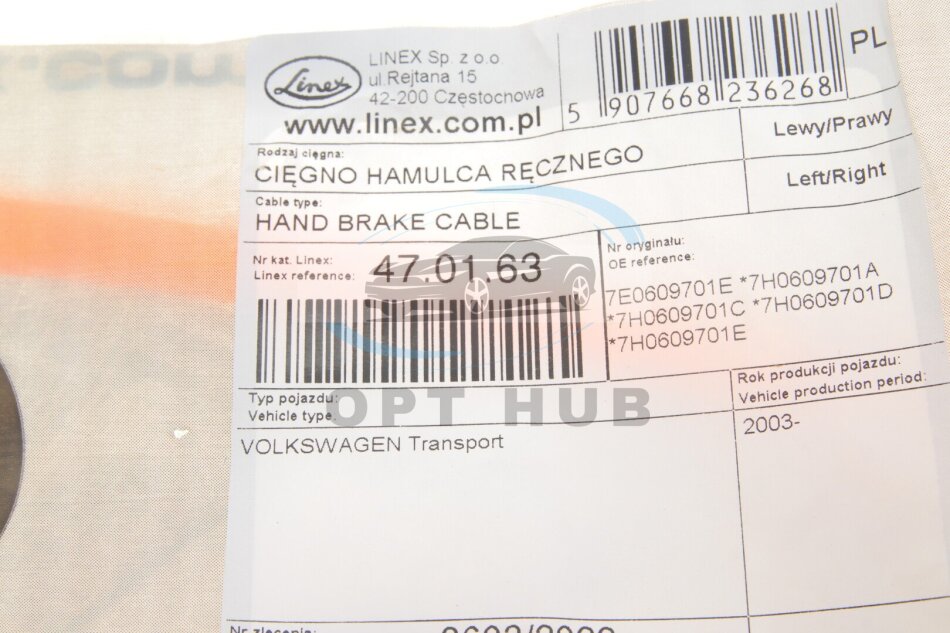 Linex
LINEX Sp. z o.o.
ul.Rejtana 15
42-200 Częstochowa
www.linex.com.pl
5 907668 236268
PL
Rodzaj cięgna:
CIĘGNO HAMULCA RĘCZNEGO
Lewy/Prawy
Cable type:
HAND BRAKE CABLE
Left/Right
Nr kat. Linex:
Linex reference:
47.01.63
Nr oryginału:
OE reference:
7E0609701E *7H0609701A
*7H0609701C *7H0609701D
*7H0609701E
Typ pojazdu:
Vehicle type:
OPT HUB
Rok produkcji pojazdu:
Vehicle production period:
VOLKSWAGEN Transport
2003-
Nr zlecenia:
x.com